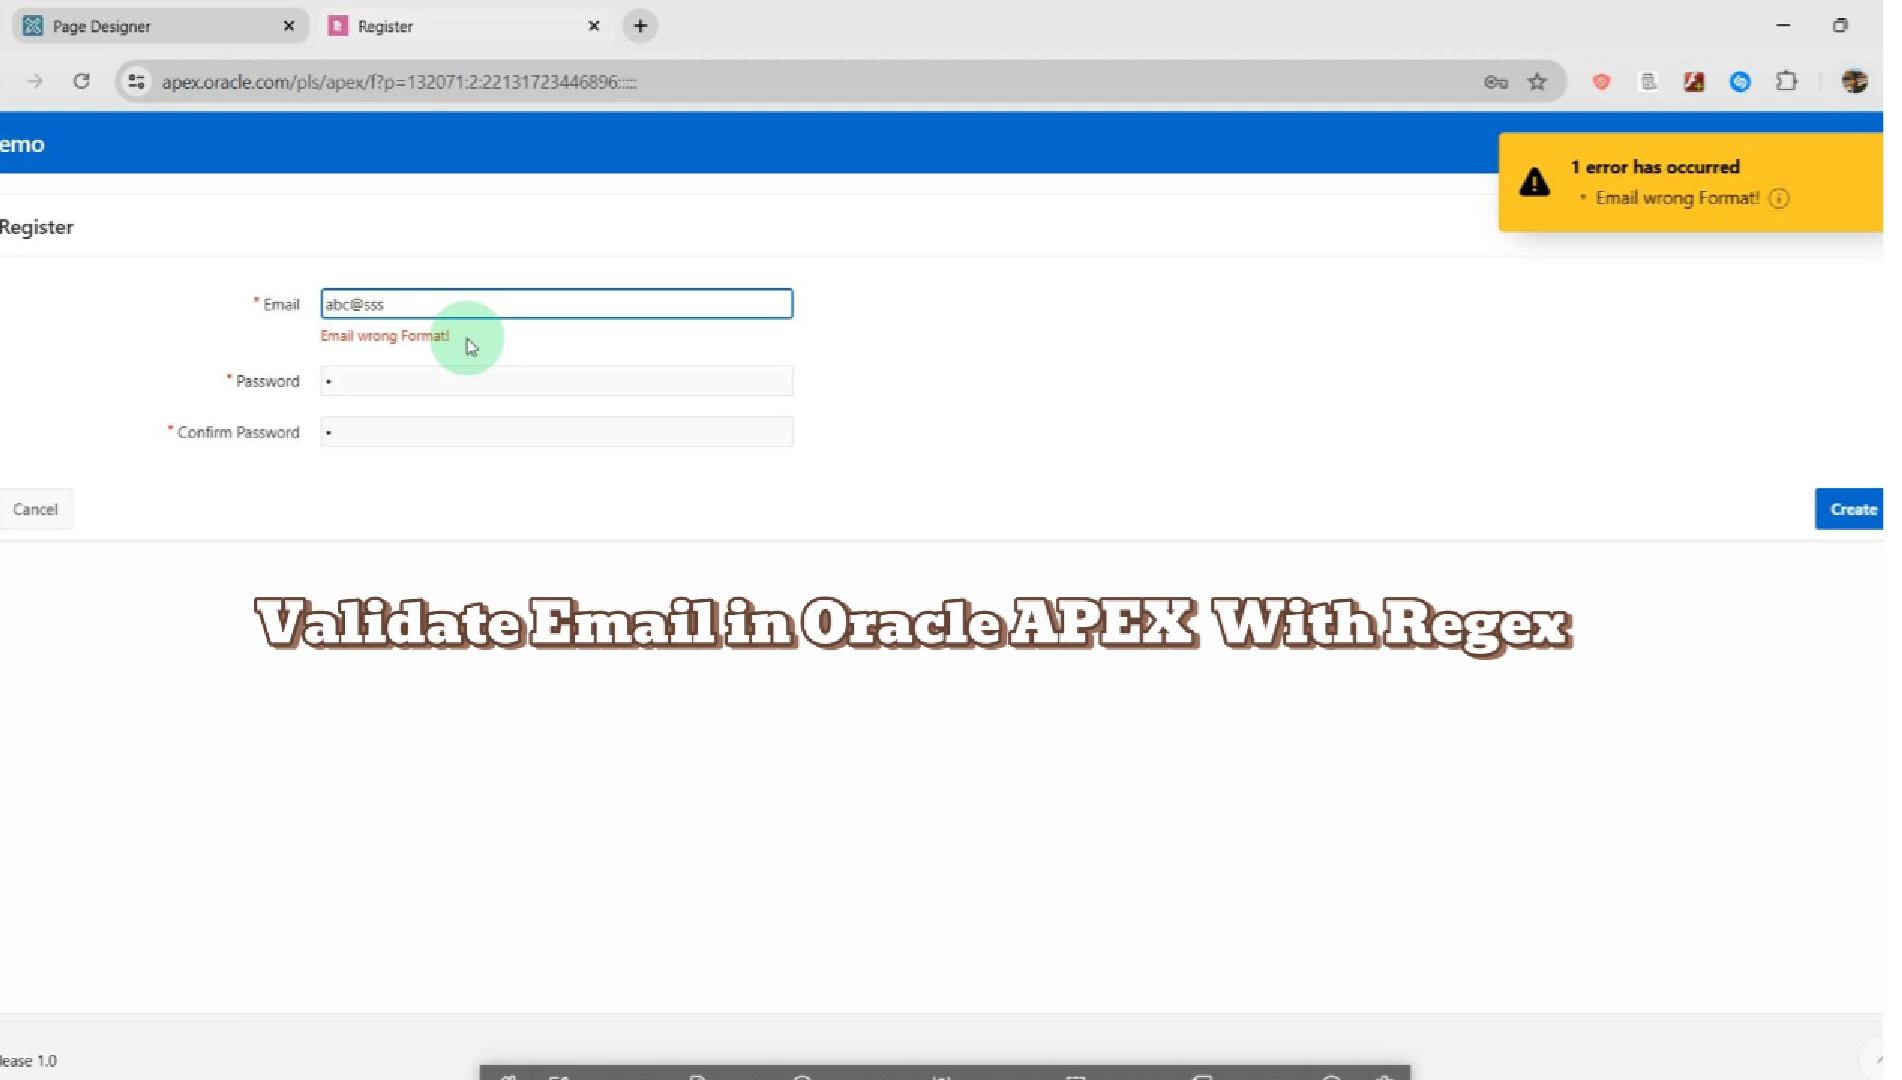 Page Designer
Register
apex.oracle.com/pls/apex/f?p=132071:2:22131723446896:::::
emo
1 error has occurred
• Email wrong Format!
Register
* Email
abc@sss
Email wrong Format!
* Password
•
* Confirm Password
•
Cancel
Create
Validate Email in Oracle APEX With Regex
lease 1.0